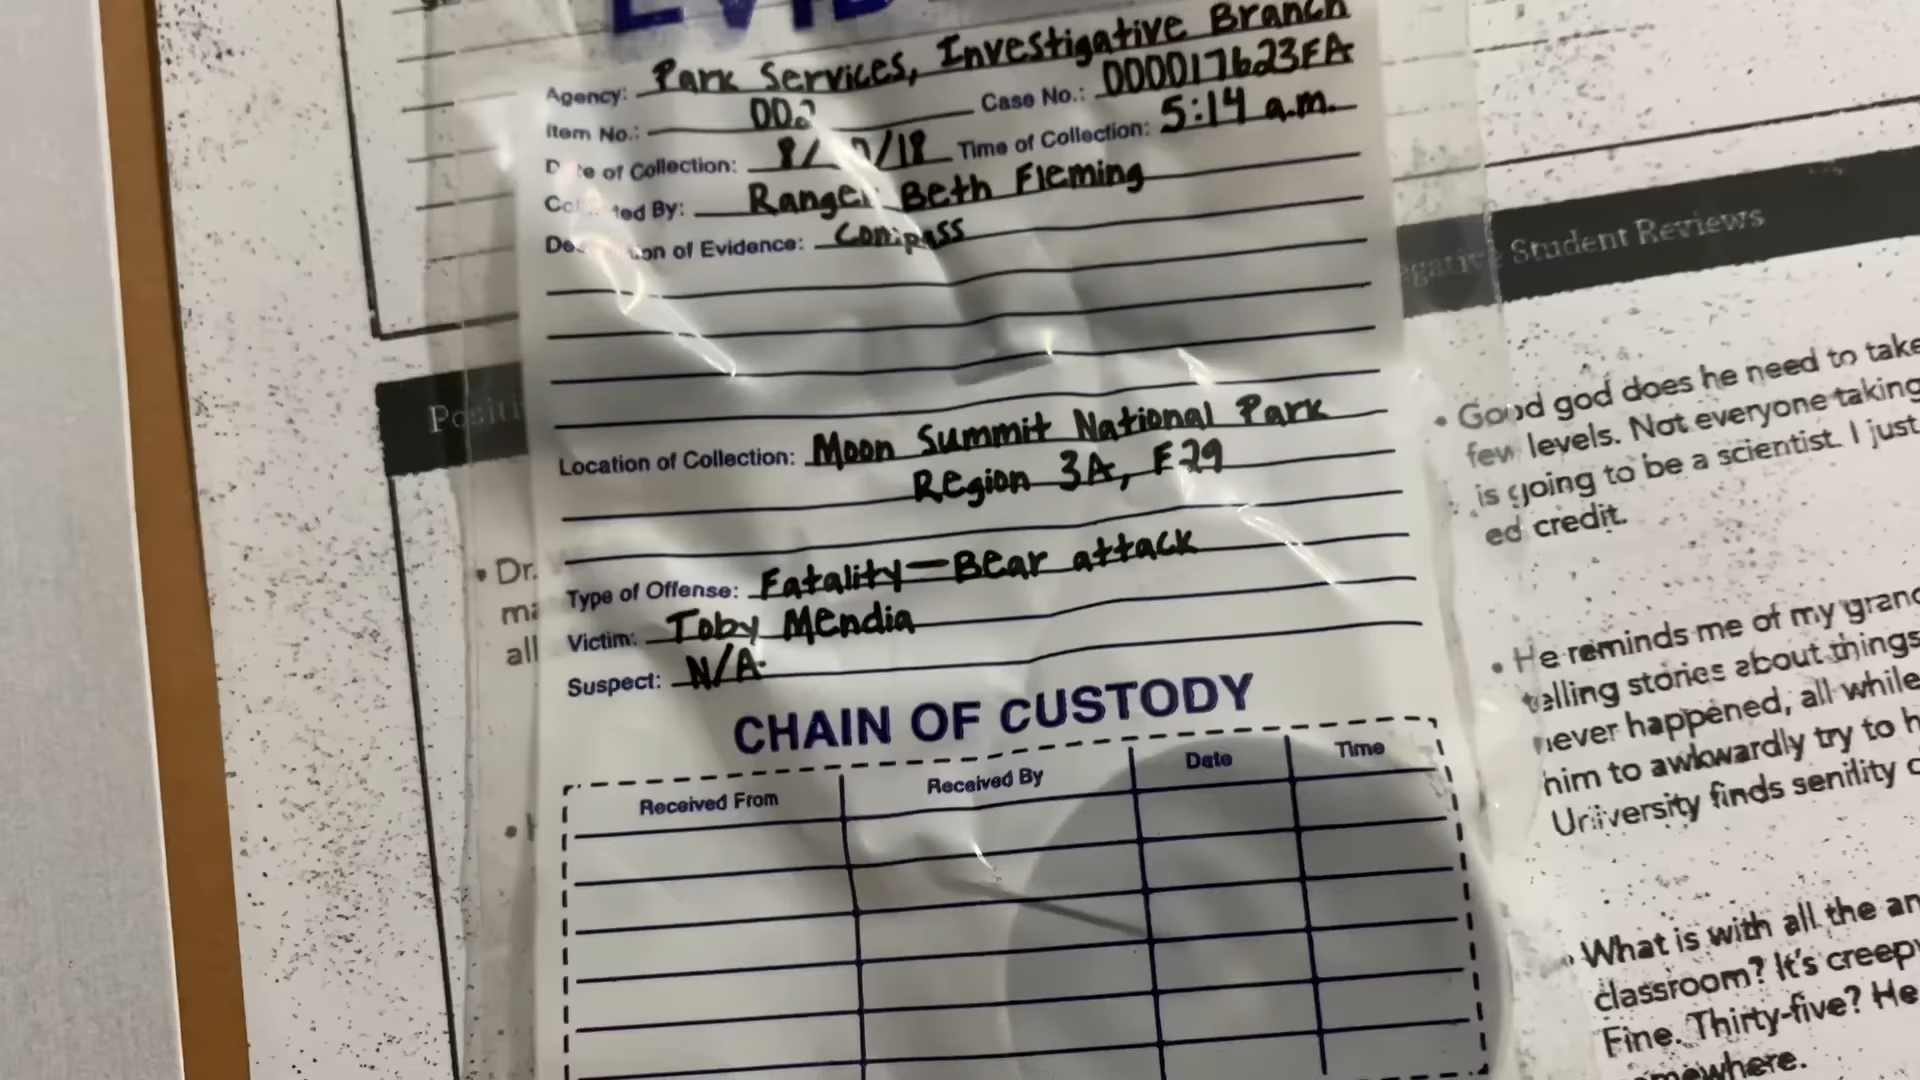 Agency: Park Services, Investigative Branch
Item No.: 002 Case No.: 000017623FA
Date of Collection: 8/ /18 Time of Collection: 5:14 a.m.
Collected By: Ranger Beth Fleming
Description of Evidence: Compass
Location of Collection: Moon Summit National Park
Region 3A, F29
Type of Offense: Fatality - Bear attack
Victim: Toby Mendia
Suspect: N/A
CHAIN OF CUSTODY
Received From Received By Date Time
Student Reviews
• Good god does he need to take
few levels. Not everyone taking
is going to be a scientist. I just
ed credit.
• He reminds me of my
telling stories about things
never happened, all while
him to awkwardly try to
University finds senility
What is with all the
classroom? It's
Fine. Thirty-five? He
• Dr.
all